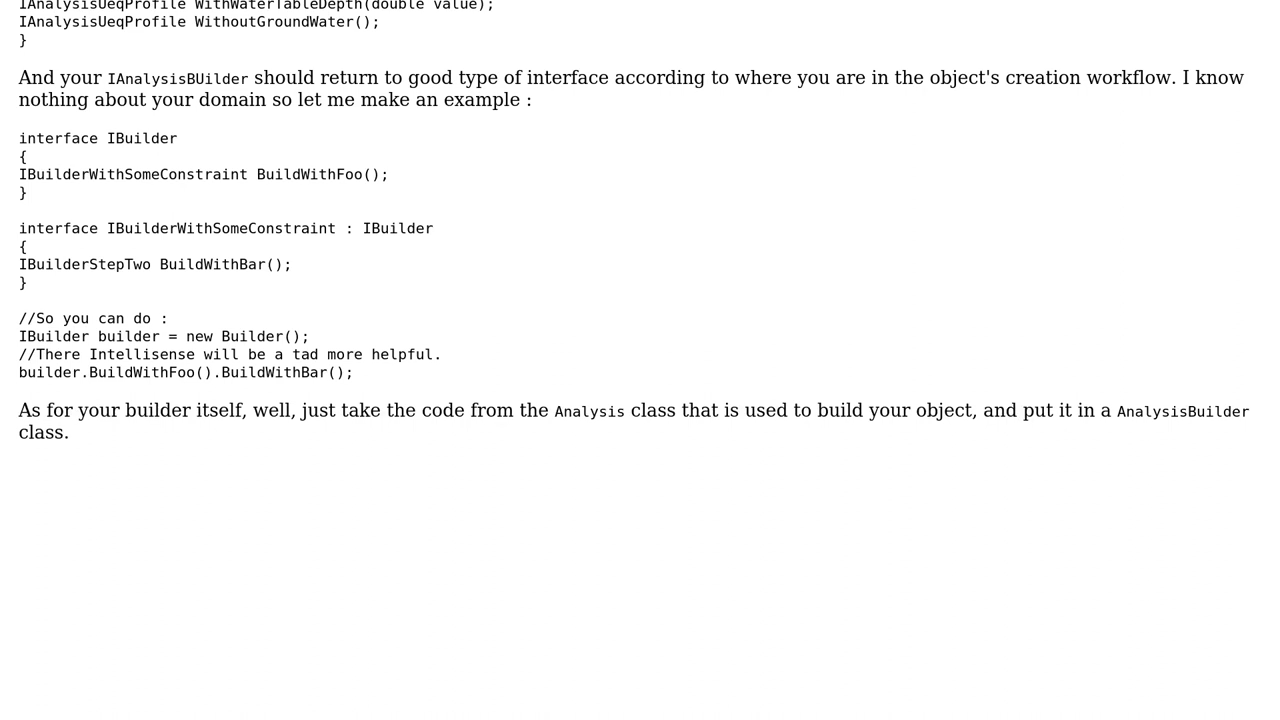 IAnalysisUeqProfile WithWaterTableDepth(double value);
IAnalysisUeqProfile WithoutGroundWater();
}
And your IAnalysisBUilder should return to good type of interface according to where you are in the object's creation workflow. I know
nothing about your domain so let me make an example :
interface IBuilder
{
IBuilderWithSomeConstraint BuildWithFoo();
}
interface IBuilderWithSomeConstraint : IBuilder
{
IBuilderStepTwo BuildWithBar();
}
//So you can do :
IBuilder builder = new Builder();
//There Intellisense will be a tad more helpful.
builder.BuildWithFoo().BuildWithBar();
As for your builder itself, well, just take the code from the Analysis class that is used to build your object, and put it in a AnalysisBuilder
class.